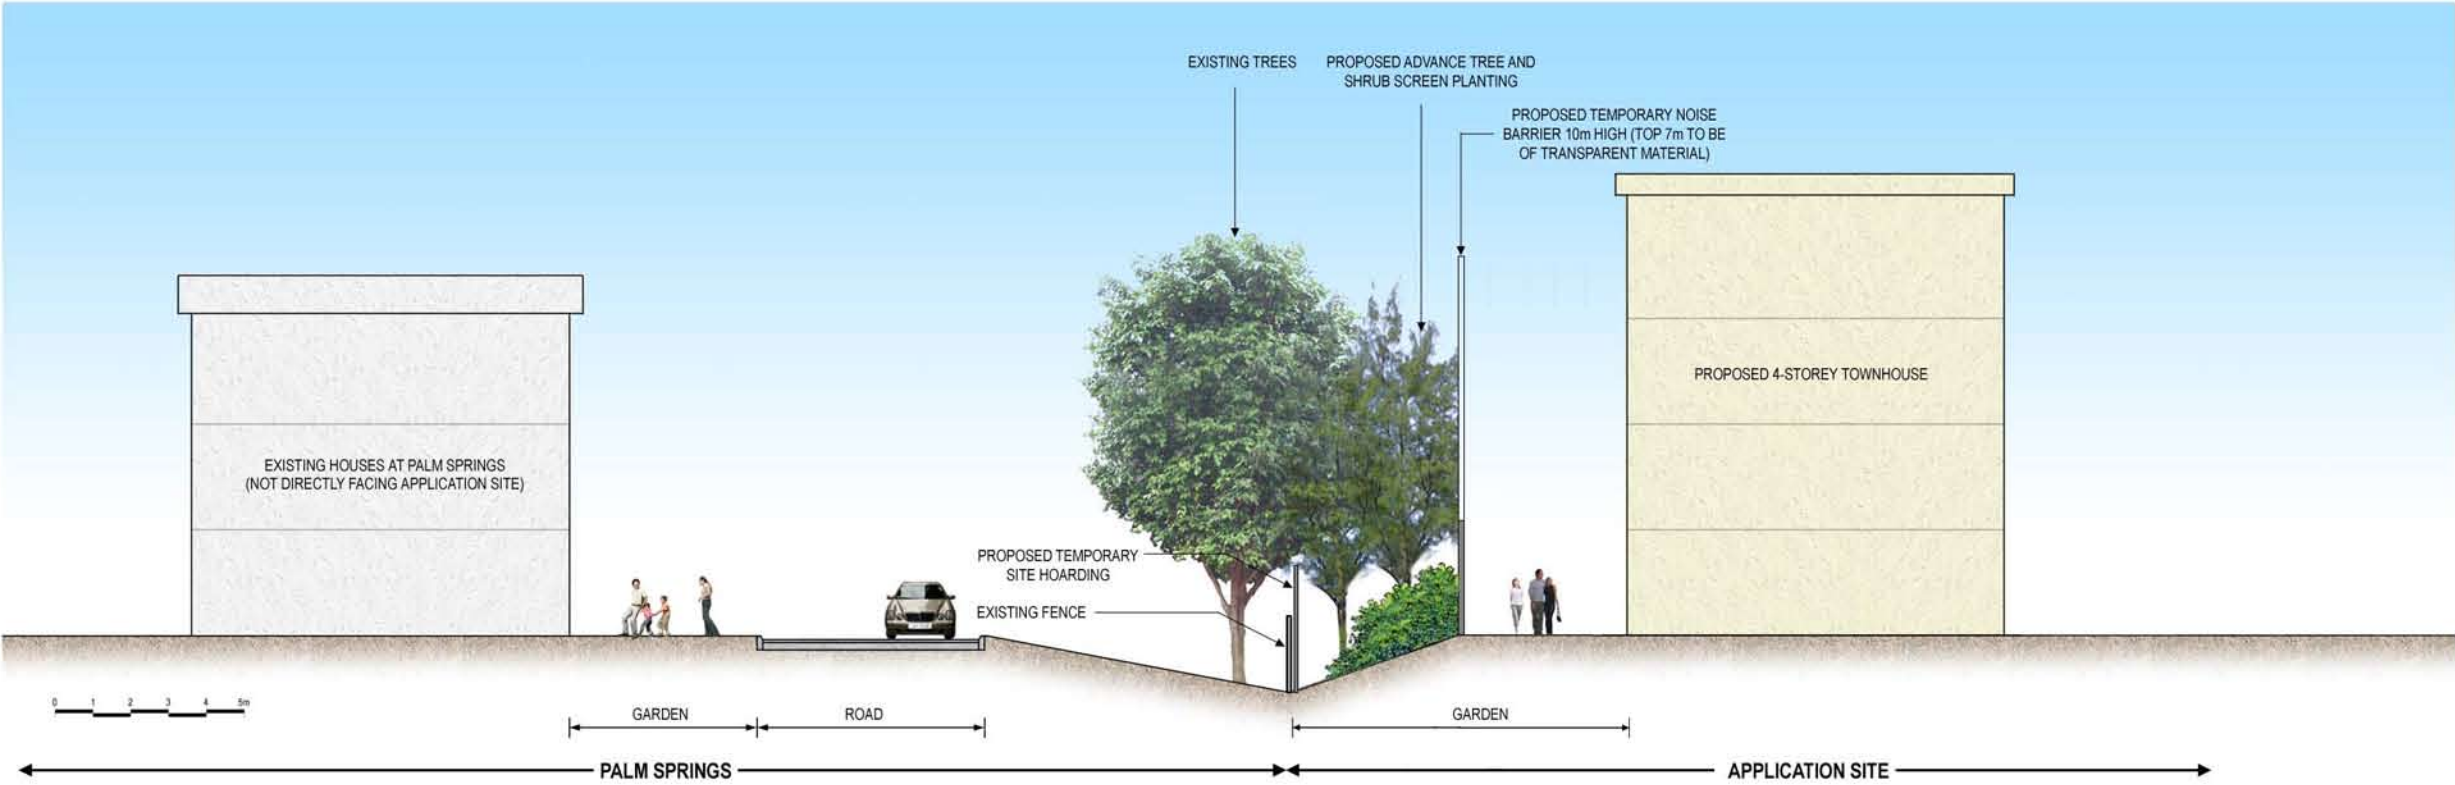 EXISTING TREES
PROPOSED ADVANCE TREE AND
SHRUB SCREEN PLANTING
PROPOSED TEMPORARY NOISE
BARRIER 10m HIGH (TOP 7m TO BE
OF TRANSPARENT MATERIAL)
PROPOSED 4-STOREY TOWNHOUSE
EXISTING HOUSES AT PALM SPRINGS
(NOT DIRECTLY FACING APPLICATION SITE)
PROPOSED TEMPORARY
SITE HOARDING
EXISTING FENCE
0 1 2 3 4 5m
GARDEN
ROAD
GARDEN
PALM SPRINGS
APPLICATION SITE